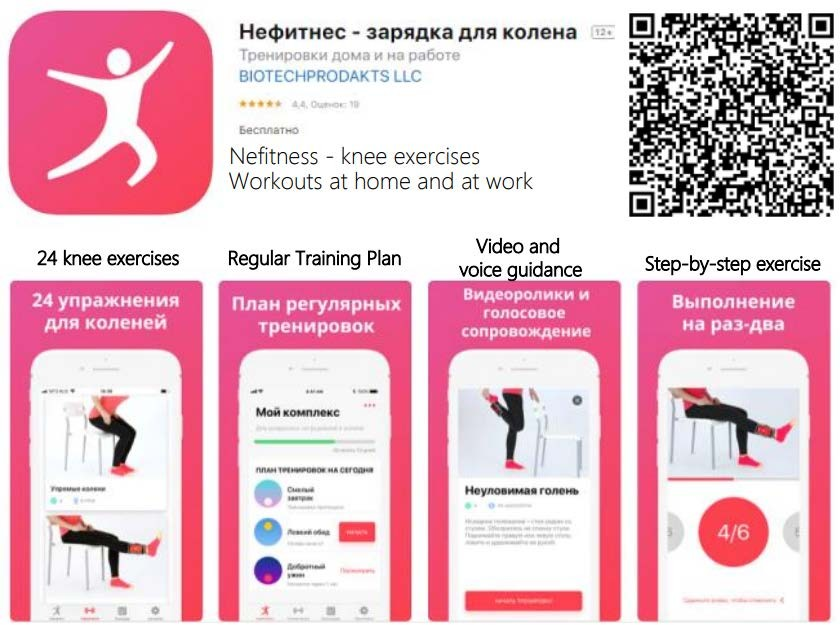 Нефитнес - зарядка для колена 12+
Тренировки дома и на работе
BIOTECHPRODAKTS LLC
4,4, Оценок: 19
Бесплатно
Nefitness - knee exercises
Workouts at home and at work
24 knee exercises
24 упражнения
для коленей
Упрямые колени
Regular Training Plan
План регулярных
тренировок
Мой комплекс
ПЛАН ТРЕНИРОВОК НА СЕГОДНЯ
Смелый
завтрак
Ловкий обед
НАЧАТЬ
Добротный
ужин
Посмотреть
Video and
voice guidance
Видеоролики и
голосовое
сопровождение
Неуловимая голень
НАЧАТЬ ТРЕНИРОВКУ
Step-by-step exercise
Выполнение
на раз-два
4/6